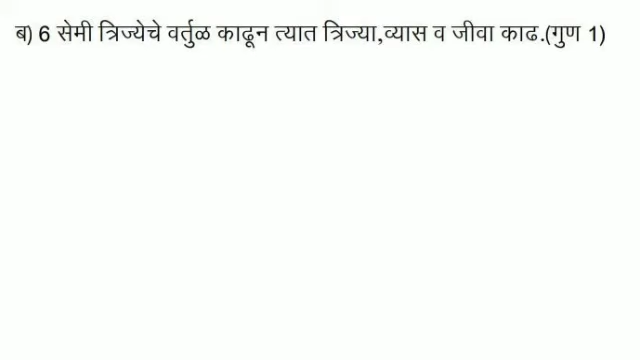 ब) 6 सेमी त्रिज्येचे वर्तुळ काढून त्यात त्रिज्या,व्यास व जीवा काढ.(गुण 1)